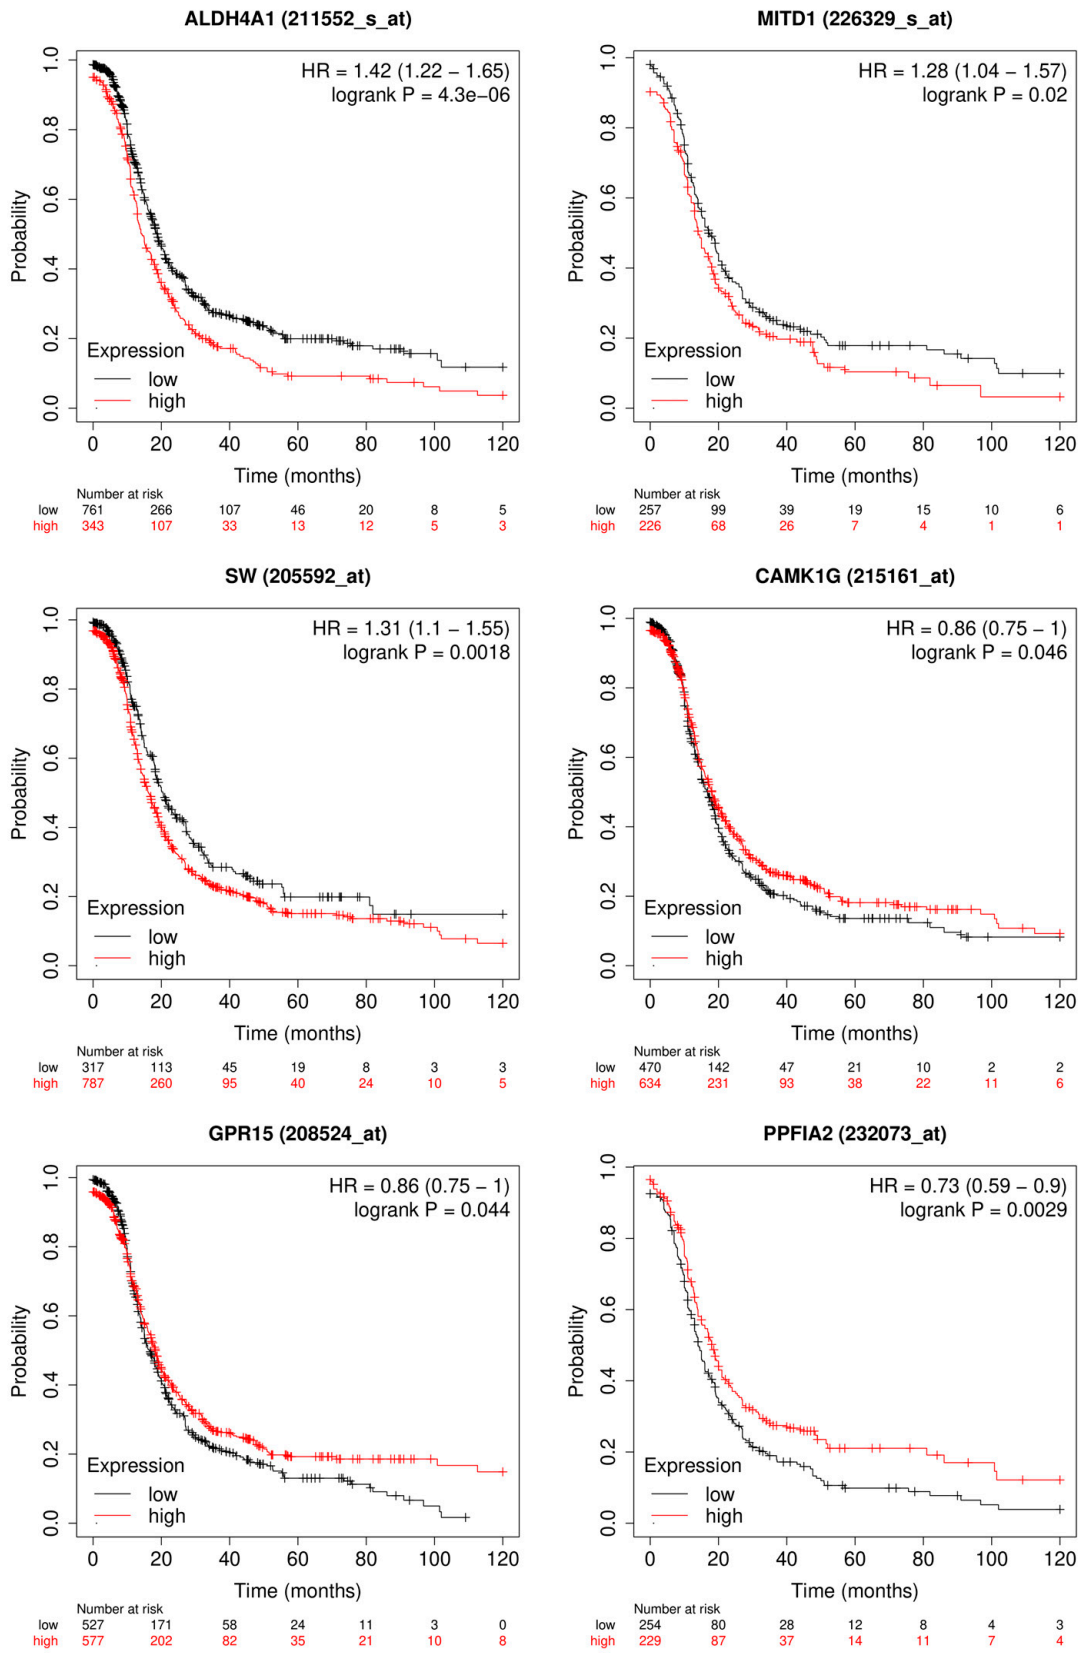 ALDH4A1 (211552_s_at)
HR = 1.42 (1.22 − 1.65)
logrank P = 4.3e−06
Probability
0.0 0.2 0.4 0.6 0.8 1.0
Expression
low
high
0 20 40 60 80 100 120
Time (months)
Number at risk
low 761 266 107 46 20 8 5
high 343 107 33 13 12 5 3
MITD1 (226329_s_at)
HR = 1.28 (1.04 − 1.57)
logrank P = 0.02
Probability
0.0 0.2 0.4 0.6 0.8 1.0
Expression
low
high
0 20 40 60 80 100 120
Time (months)
Number at risk
low 257 99 39 19 15 10 6
high 226 68 26 7 4 1 1
SW (205592_at)
HR = 1.31 (1.1 − 1.55)
logrank P = 0.0018
Probability
0.0 0.2 0.4 0.6 0.8 1.0
Expression
low
high
0 20 40 60 80 100 120
Time (months)
Number at risk
low 317 113 45 19 8 3 3
high 787 260 95 40 24 10 5
CAMK1G (215161_at)
HR = 0.86 (0.75 − 1)
logrank P = 0.046
Probability
0.0 0.2 0.4 0.6 0.8 1.0
Expression
low
high
0 20 40 60 80 100 120
Time (months)
Number at risk
low 470 142 47 21 10 2 2
high 634 231 93 38 22 11 6
GPR15 (208524_at)
HR = 0.86 (0.75 − 1)
logrank P = 0.044
Probability
0.0 0.2 0.4 0.6 0.8 1.0
Expression
low
high
0 20 40 60 80 100 120
Time (months)
Number at risk
low 527 171 58 24 11 3 0
high 577 202 82 35 21 10 8
PPFIA2 (232073_at)
HR = 0.73 (0.59 − 0.9)
logrank P = 0.0029
Probability
0.0 0.2 0.4 0.6 0.8 1.0
Expression
low
high
0 20 40 60 80 100 120
Time (months)
Number at risk
low 254 80 28 12 8 4 3
high 229 87 37 14 11 7 4